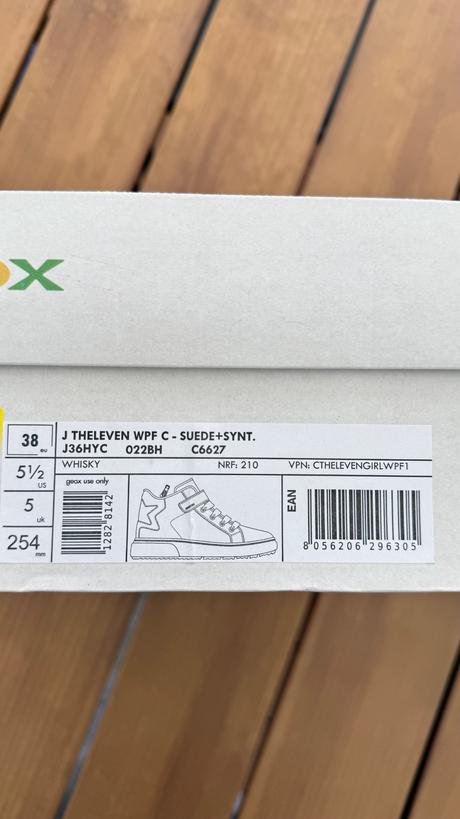 OX
38 eu
5½ US
5 uk
254 mm
J THELEVEN WPF C - SUEDE+SYNT.
J36HYC 022BH C6627
WHISKY NRF: 210 VPN: CTHELEVENGIRLWPF1
geox use only
1282 8142
EAN
8 056206 296305